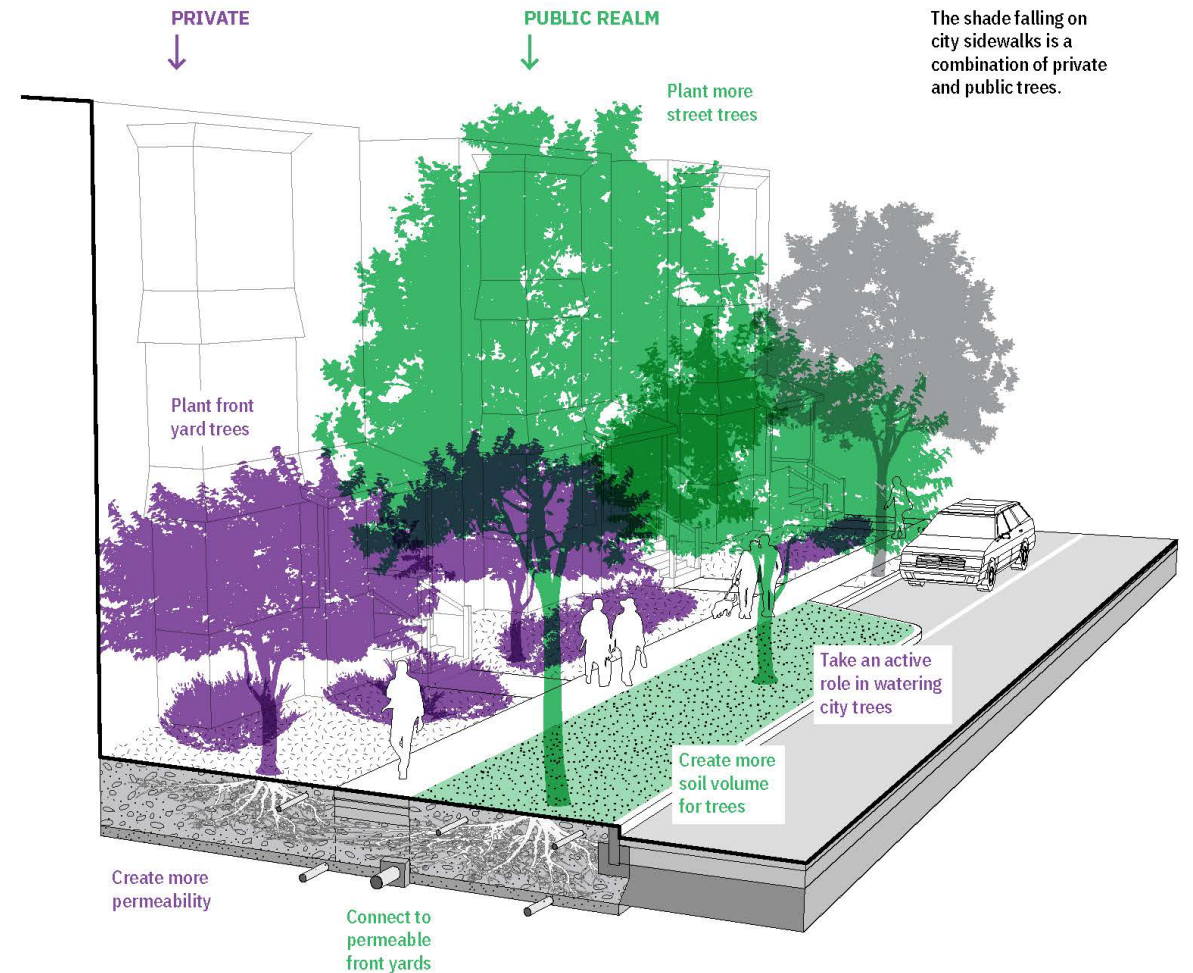 PRIVATE
PUBLIC REALM
The shade falling on
city sidewalks is a
combination of private
and public trees.
Plant more
street trees
Plant front
yard trees
Take an active
role in watering
city trees
Create more
soil volume
for trees
Create more
permeability
Connect to
permeable
front yards